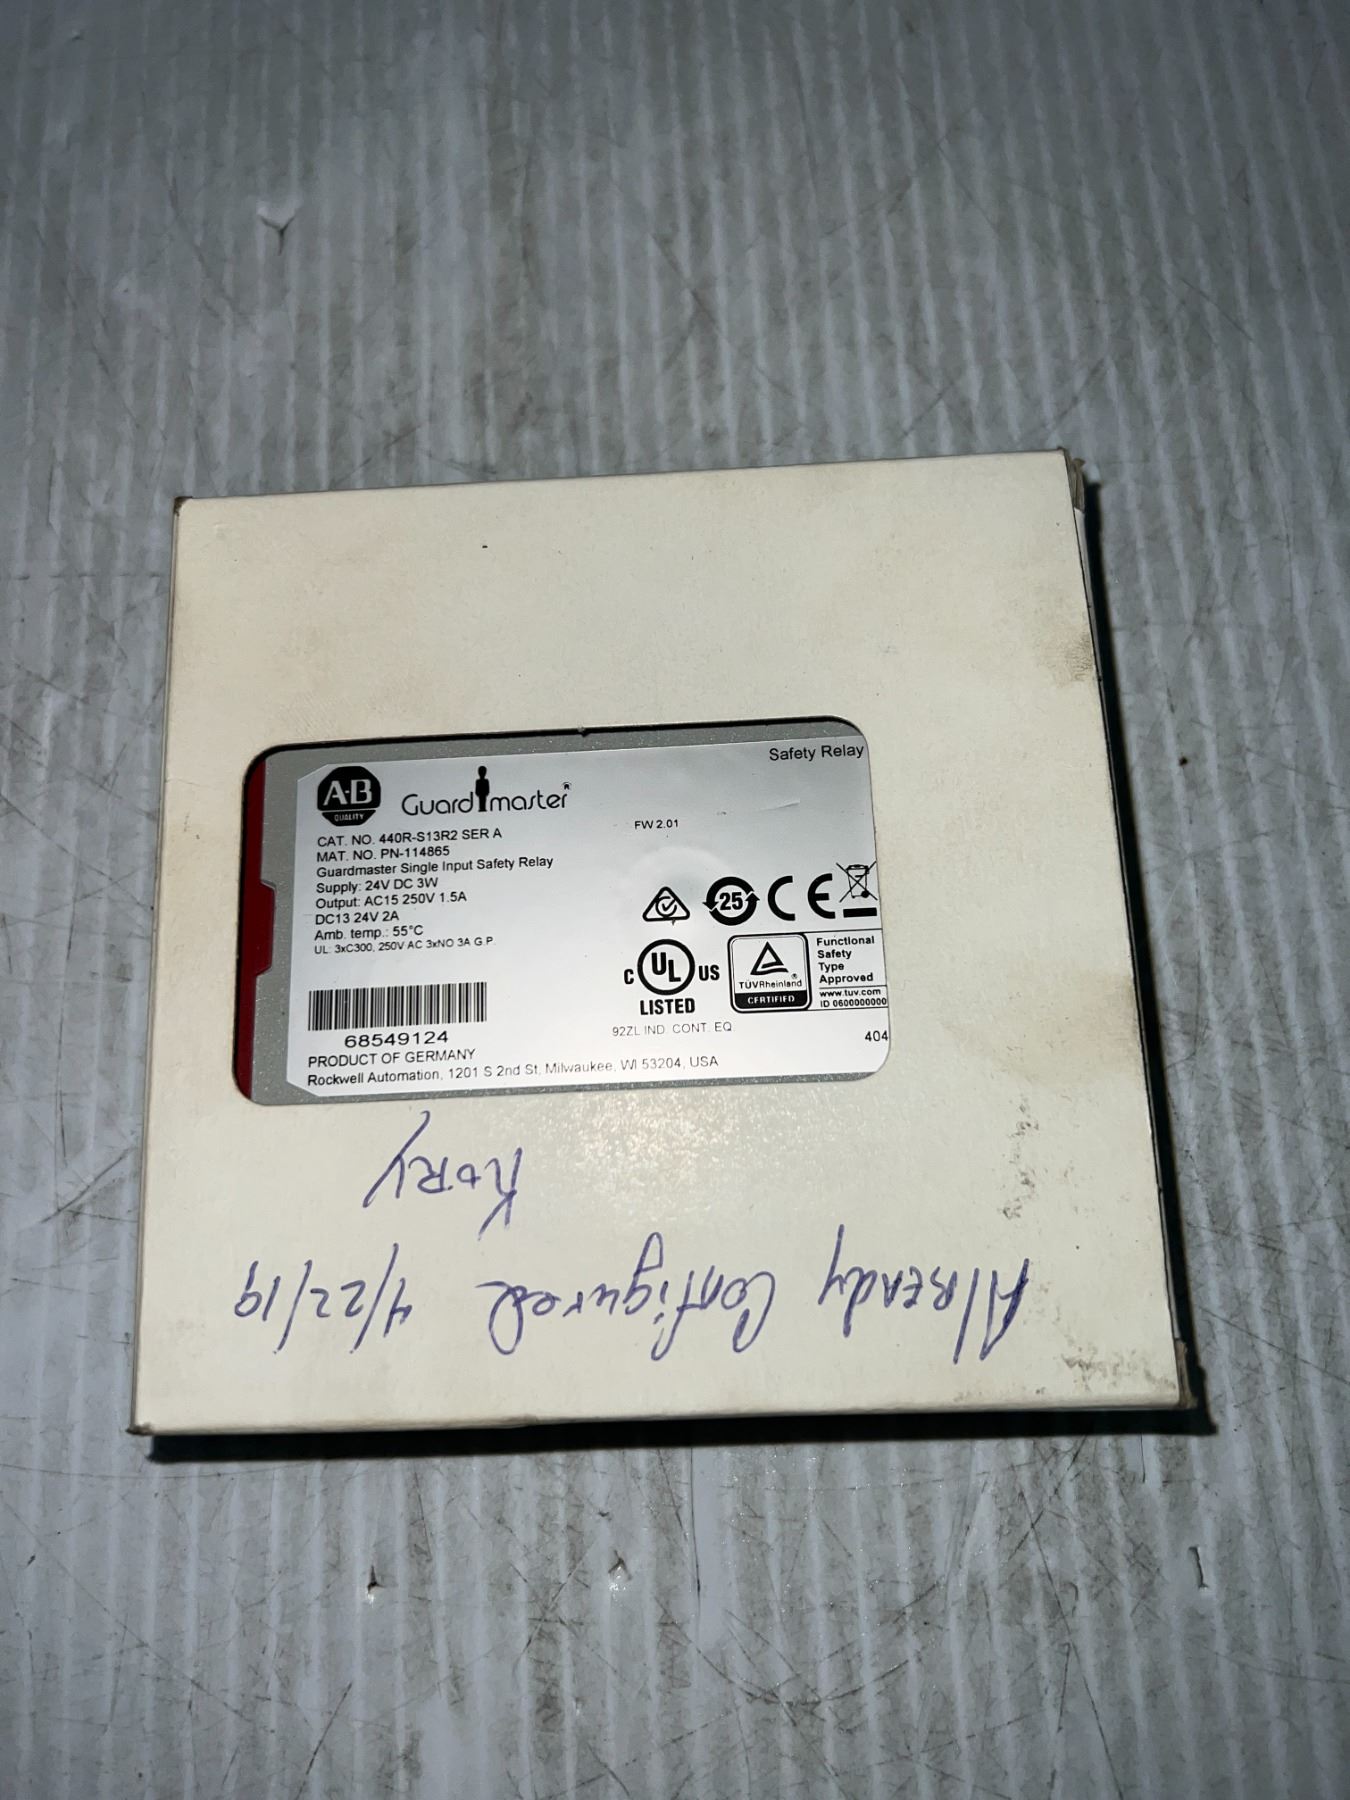 Safety Relay
A-B
QUALITY
Guardmaster®
FW 2.01
CAT. NO. 440R-S13R2 SER A
MAT. NO. PN-114865
Guardmaster Single Input Safety Relay
Supply: 24V DC 3W
Output: AC15 250V 1.5A
DC13 24V 2A
Amb. temp.: 55°C
UL: 3xC300, 250V AC 3xNO 3A G.P.
25
CE
C UL US
LISTED
TÜVRheinland®
CERTIFIED
Functional
Safety
Type
Approved
www.tuv.com
ID 0600000000
92ZL IND. CONT. EQ.
404
68549124
PRODUCT OF GERMANY
Rockwell Automation, 1201 S 2nd St, Milwaukee, WI 53204, USA
Already Configured 4/22/19
KORY